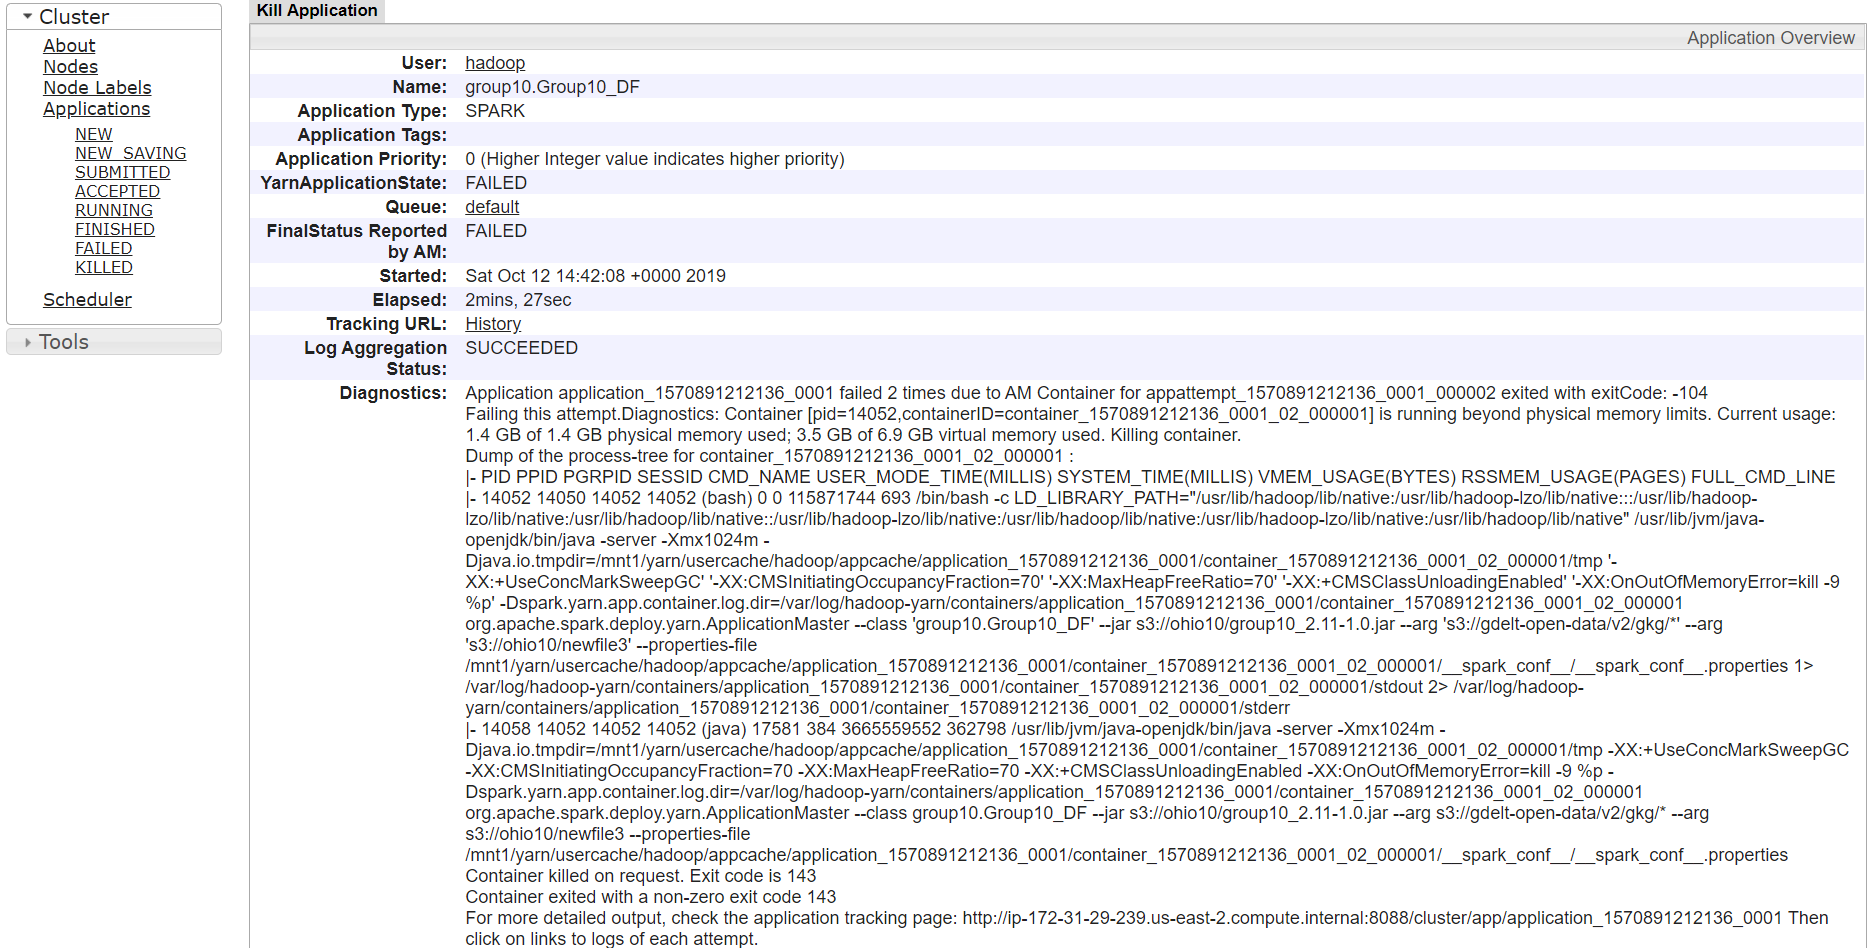 Cluster
About
Nodes
Node Labels
Applications
NEW
NEW_SAVING
SUBMITTED
ACCEPTED
RUNNING
FINISHED
FAILED
KILLED
Scheduler
Tools
Kill Application
Application Overview
User: hadoop
Name: group10.Group10_DF
Application Type: SPARK
Application Tags:
Application Priority: 0 (Higher Integer value indicates higher priority)
YarnApplicationState: FAILED
Queue: default
FinalStatus Reported by AM: FAILED
Started: Sat Oct 12 14:42:08 +0000 2019
Elapsed: 2mins, 27sec
Tracking URL: History
Log Aggregation Status: SUCCEEDED
Diagnostics: Application application_1570891212136_0001 failed 2 times due to AM Container for appattempt_1570891212136_0001_000002 exited with exitCode: -104
Failing this attempt.Diagnostics: Container [pid=14052,containerID=container_1570891212136_0001_02_000001] is running beyond physical memory limits. Current usage:
1.4 GB of 1.4 GB physical memory used; 3.5 GB of 6.9 GB virtual memory used. Killing container.
Dump of the process-tree for container_1570891212136_0001_02_000001 :
|- PID PPID PGRPID SESSID CMD_NAME USER_MODE_TIME(MILLIS) SYSTEM_TIME(MILLIS) VMEM_USAGE(BYTES) RSSMEM_USAGE(PAGES) FULL_CMD_LINE
|- 14052 14050 14052 14052 (bash) 0 0 115871744 693 /bin/bash -c LD_LIBRARY_PATH="/usr/lib/hadoop/lib/native:/usr/lib/hadoop-lzo/lib/native:::/usr/lib/hadoop-
lzo/lib/native:/usr/lib/hadoop/lib/native::/usr/lib/hadoop-lzo/lib/native:/usr/lib/hadoop/lib/native:/usr/lib/hadoop-lzo/lib/native:/usr/lib/hadoop/lib/native" /usr/lib/jvm/java-
openjdk/bin/java -server -Xmx1024m -
Djava.io.tmpdir=/mnt1/yarn/usercache/hadoop/appcache/application_1570891212136_0001/container_1570891212136_0001_02_000001/tmp '-
XX:+UseConcMarkSweepGC' '-XX:CMSInitiatingOccupancyFraction=70' '-XX:MaxHeapFreeRatio=70' '-XX:+CMSClassUnloadingEnabled' '-XX:OnOutOfMemoryError=kill -9
%p' -Dspark.yarn.app.container.log.dir=/var/log/hadoop-yarn/containers/application_1570891212136_0001/container_1570891212136_0001_02_000001
org.apache.spark.deploy.yarn.ApplicationMaster --class 'group10.Group10_DF' --jar s3://ohio10/group10_2.11-1.0.jar --arg 's3://gdelt-open-data/v2/gkg/*' --arg
's3://ohio10/newfile3' --properties-file
/mnt1/yarn/usercache/hadoop/appcache/application_1570891212136_0001/container_1570891212136_0001_02_000001/__spark_conf__/__spark_conf__.properties 1>
/var/log/hadoop-yarn/containers/application_1570891212136_0001/container_1570891212136_0001_02_000001/stdout 2> /var/log/hadoop-
yarn/containers/application_1570891212136_0001/container_1570891212136_0001_02_000001/stderr
|- 14058 14052 14052 14052 (java) 17581 384 3665559552 362798 /usr/lib/jvm/java-openjdk/bin/java -server -Xmx1024m -
Djava.io.tmpdir=/mnt1/yarn/usercache/hadoop/appcache/application_1570891212136_0001/container_1570891212136_0001_02_000001/tmp -XX:+UseConcMarkSweepGC
-XX:CMSInitiatingOccupancyFraction=70 -XX:MaxHeapFreeRatio=70 -XX:+CMSClassUnloadingEnabled -XX:OnOutOfMemoryError=kill -9 %p -
Dspark.yarn.app.container.log.dir=/var/log/hadoop-yarn/containers/application_1570891212136_0001/container_1570891212136_0001_02_000001
org.apache.spark.deploy.yarn.ApplicationMaster --class group10.Group10_DF --jar s3://ohio10/group10_2.11-1.0.jar --arg s3://gdelt-open-data/v2/gkg/* --arg
s3://ohio10/newfile3 --properties-file
/mnt1/yarn/usercache/hadoop/appcache/application_1570891212136_0001/container_1570891212136_0001_02_000001/__spark_conf__/__spark_conf__.properties
Container killed on request. Exit code is 143
Container exited with a non-zero exit code 143
For more detailed output, check the application tracking page: http://ip-172-31-29-239.us-east-2.compute.internal:8088/cluster/app/application_1570891212136_0001 Then
click on links to logs of each attempt.